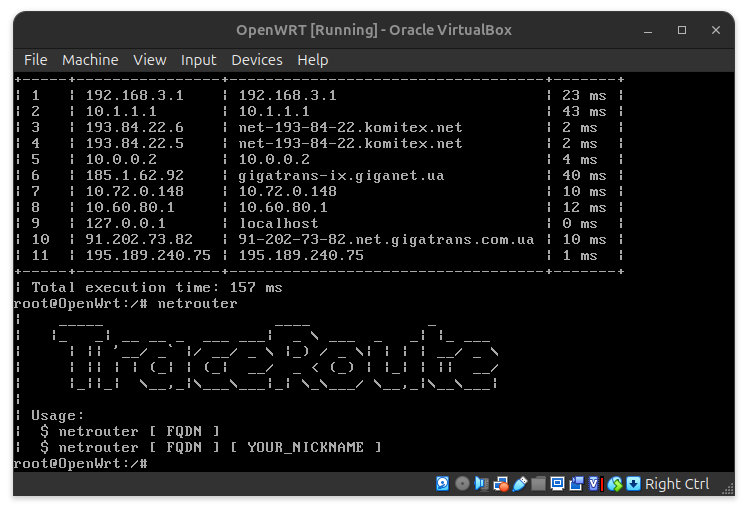 OpenWRT [Running] - Oracle VirtualBox
File Machine View Input Devices Help
+-----+----------------+-----------------------------------+-------+
¦ 1   ¦ 192.168.3.1    ¦ 192.168.3.1                       ¦ 23 ms ¦
¦ 2   ¦ 10.1.1.1       ¦ 10.1.1.1                          ¦ 43 ms ¦
¦ 3   ¦ 193.84.22.6    ¦ net-193-84-22.komitex.net         ¦ 2 ms  ¦
¦ 4   ¦ 193.84.22.5    ¦ net-193-84-22.komitex.net         ¦ 2 ms  ¦
¦ 5   ¦ 10.0.0.2       ¦ 10.0.0.2                          ¦ 4 ms  ¦
¦ 6   ¦ 185.1.62.92    ¦ gigatrans-ix.giganet.ua           ¦ 40 ms ¦
¦ 7   ¦ 10.72.0.148    ¦ 10.72.0.148                       ¦ 10 ms ¦
¦ 8   ¦ 10.60.80.1     ¦ 10.60.80.1                        ¦ 12 ms ¦
¦ 9   ¦ 127.0.0.1      ¦ localhost                         ¦ 0 ms  ¦
¦ 10  ¦ 91.202.73.82   ¦ 91-202-73-82.net.gigatrans.com.ua ¦ 10 ms ¦
¦ 11  ¦ 195.189.240.75 ¦ 195.189.240.75                    ¦ 1 ms  ¦
+-----+----------------+-----------------------------------+-------+
¦ Total execution time: 157 ms
root@OpenWrt:/# netrouter
TraceRoute
¦ Usage:
¦  $ netrouter [ FQDN ]
¦  $ netrouter [ FQDN ] [ YOUR_NICKNAME ]
root@OpenWrt:/#
Right Ctrl